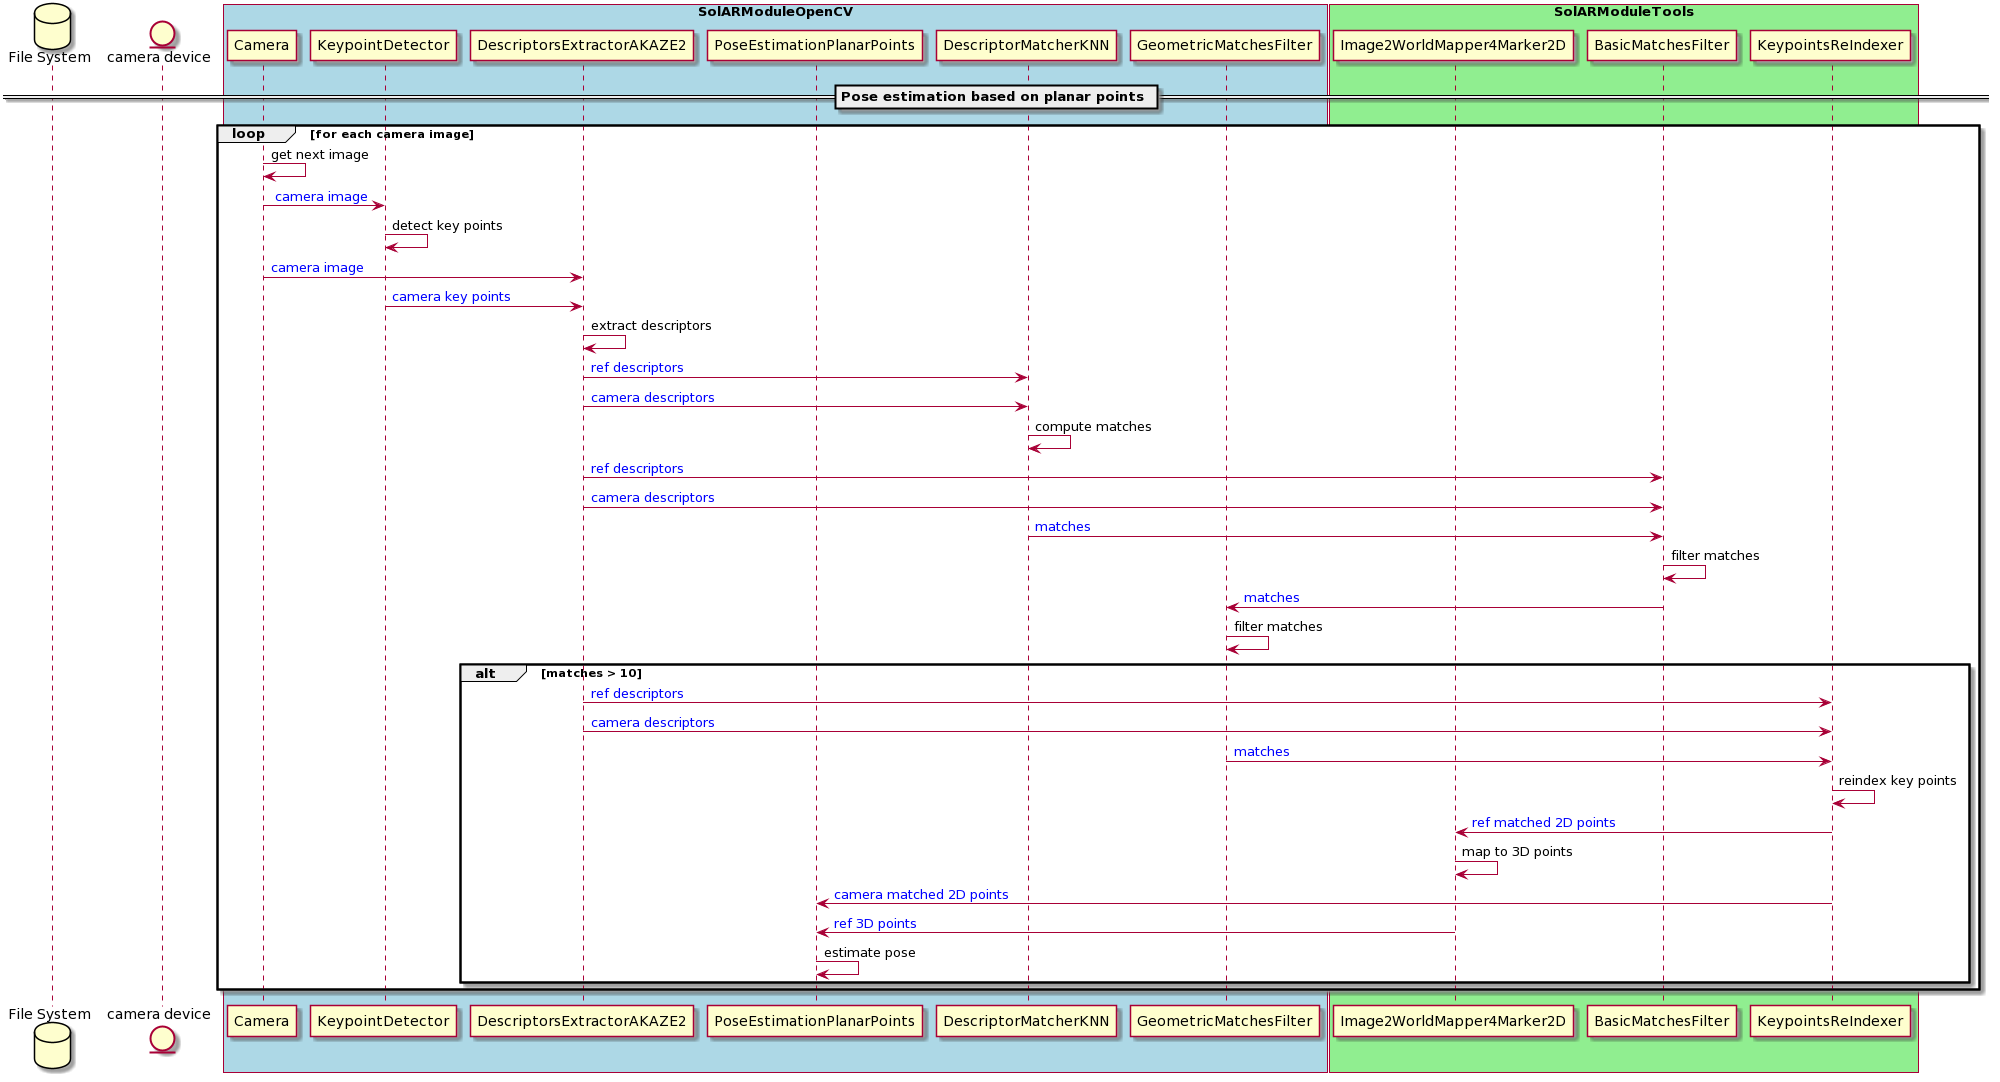 SolARModuleOpenCV
SolARModuleTools
File System
camera device
Camera
KeypointDetector
DescriptorsExtractorAKAZE2
PoseEstimationPlanarPoints
DescriptorMatcherKNN
GeometricMatchesFilter
Image2WorldMapper4Marker2D
BasicMatchesFilter
KeypointsReIndexer
Pose estimation based on planar points
loop [for each camera image]
get next image
camera image
detect key points
camera image
camera key points
extract descriptors
ref descriptors
camera descriptors
compute matches
ref descriptors
camera descriptors
matches
filter matches
matches
filter matches
alt [matches > 10]
ref descriptors
camera descriptors
matches
reindex key points
ref matched 2D points
map to 3D points
camera matched 2D points
ref 3D points
estimate pose
File System
camera device
Camera
KeypointDetector
DescriptorsExtractorAKAZE2
PoseEstimationPlanarPoints
DescriptorMatcherKNN
GeometricMatchesFilter
Image2WorldMapper4Marker2D
BasicMatchesFilter
KeypointsReIndexer